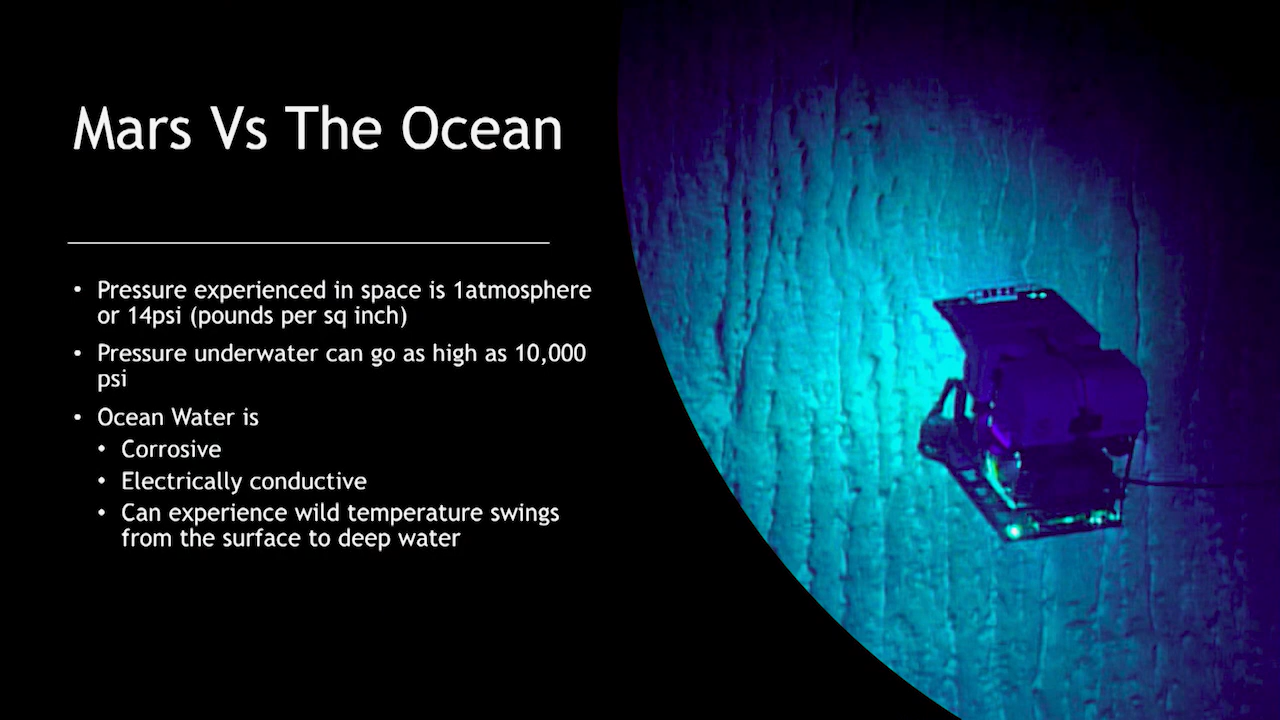 Mars Vs The Ocean
• Pressure experienced in space is 1atmosphere
or 14psi (pounds per sq inch)
• Pressure underwater can go as high as 10,000
psi
• Ocean Water is
• Corrosive
• Electrically conductive
• Can experience wild temperature swings
from the surface to deep water